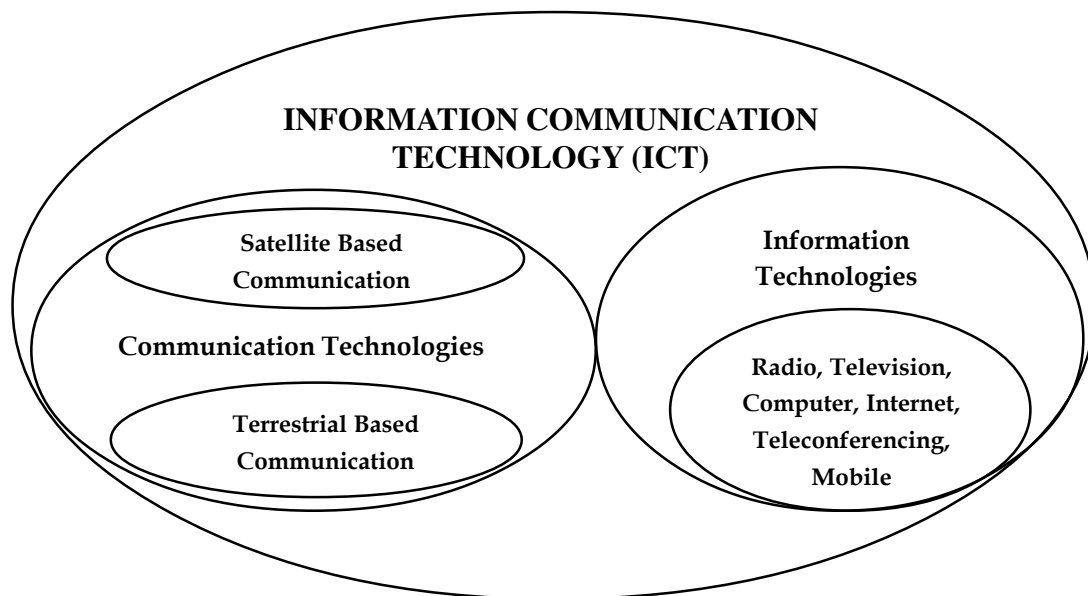 INFORMATION COMMUNICATION
TECHNOLOGY (ICT)
Satellite Based
Communication
Communication Technologies
Terrestrial Based
Communication
Information
Technologies
Radio, Television,
Computer, Internet,
Teleconferencing,
Mobile